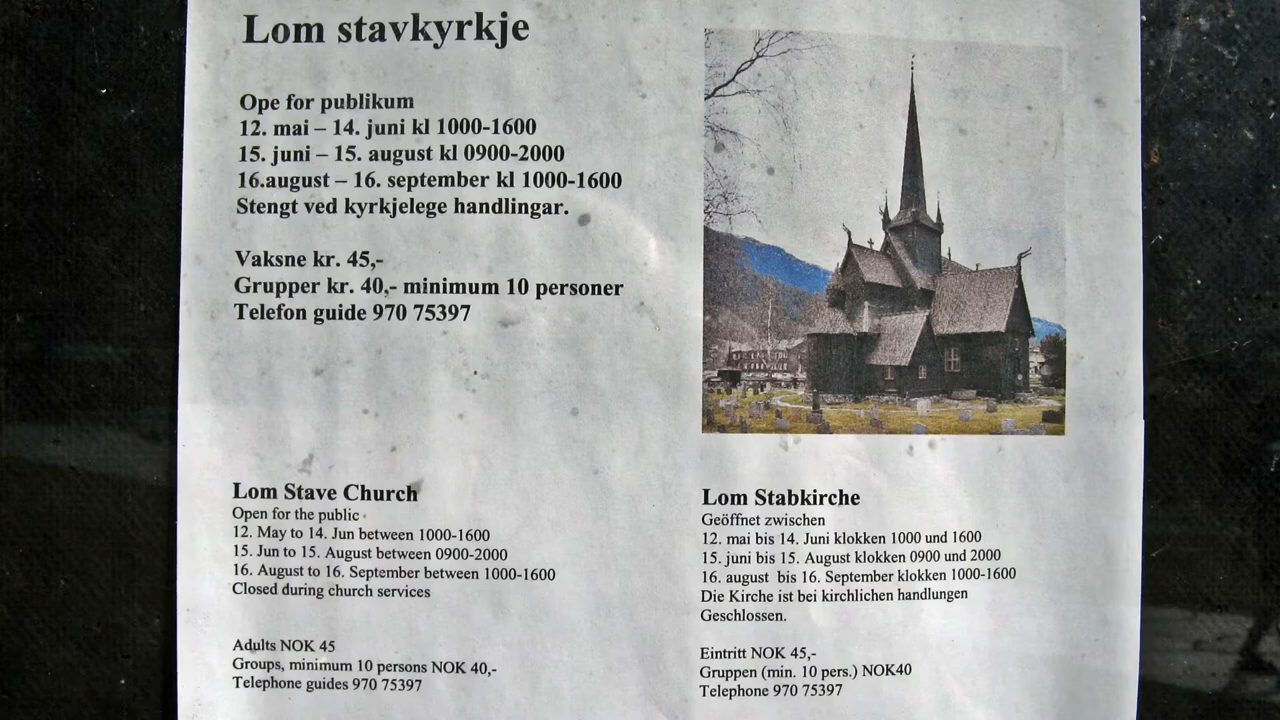 Lom stavkyrkje
Ope for publikum
12. mai – 14. juni kl 1000-1600
15. juni – 15. august kl 0900-2000
16.august – 16. september kl 1000-1600
Stengt ved kyrkjelege handlingar.
Vaksne kr. 45,-
Grupper kr. 40,- minimum 10 personer
Telefon guide 970 75397
Lom Stave Church
Open for the public
12. May to 14. Jun between 1000-1600
15. Jun to 15. August between 0900-2000
16. August to 16. September between 1000-1600
Closed during church services
Adults NOK 45
Groups, minimum 10 persons NOK 40,-
Telephone guides 970 75397
Lom Stabkirche
Geöffnet zwischen
12. mai bis 14. Juni klokken 1000 und 1600
15. juni bis 15. August klokken 0900 und 2000
16. august bis 16. September klokken 1000-1600
Die Kirche ist bei kirchlichen handlungen
Geschlossen.
Eintritt NOK 45,-
Gruppen (min. 10 pers.) NOK40
Telephone 970 75397